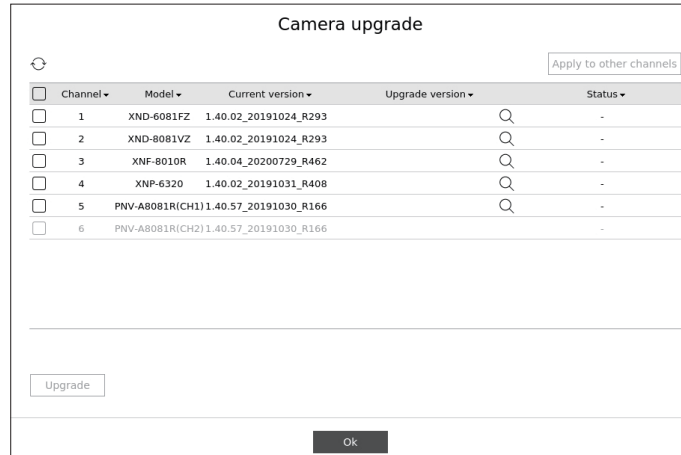 Camera upgrade
Apply to other channels
Channel Model Current version Upgrade version Status
1 XND-6081FZ 1.40.02_20191024_R293 -
2 XND-8081VZ 1.40.02_20191024_R293 -
3 XNF-8010R 1.40.04_20200729_R462 -
4 XNP-6320 1.40.02_20191031_R408 -
5 PNV-A8081R(CH1) 1.40.57_20191030_R166 -
6 PNV-A8081R(CH2) 1.40.57_20191030_R166 -
Upgrade
Ok